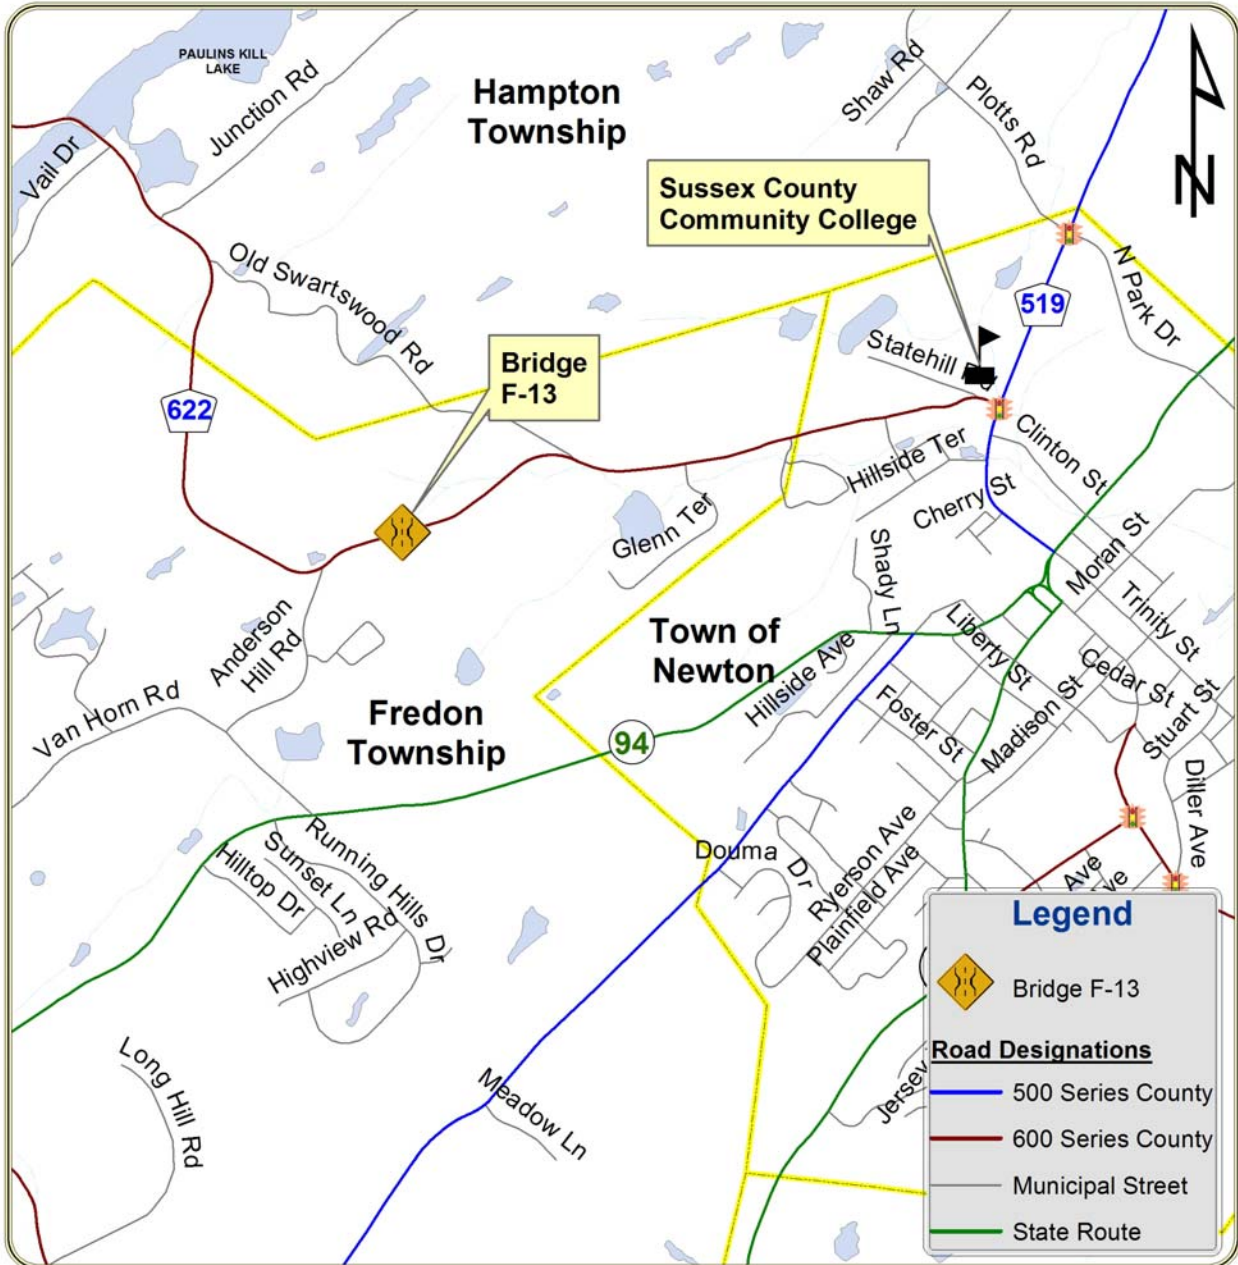 PAULINS KILL
LAKE
Junction Rd
Vail Dr
Hampton
Township
Shaw Rd
Plotts Rd
N
Sussex County
Community College
Old Swartswood Rd
519
N Park Dr
Statehill Rd
Bridge
F-13
622
Clinton St
Hillside Ter
Cherry St
Glenn Ter
Shady Ln
Moran St
Trinity St
Anderson
Hill Rd
Town of
Newton
Liberty St
Cedar St
Hillside Ave
Stuart St
Van Horn Rd
Fredon
Township
Foster St
Madison St
94
Diller Ave
Running Hills Dr
Sunset Ln
Hilltop Dr
Highview Rd
Douma Dr
Ryerson Ave
Plainfield Ave
Ave
Long Hill Rd
Meadow Ln
Jersey
Legend
Bridge F-13
Road Designations
500 Series County
600 Series County
Municipal Street
State Route